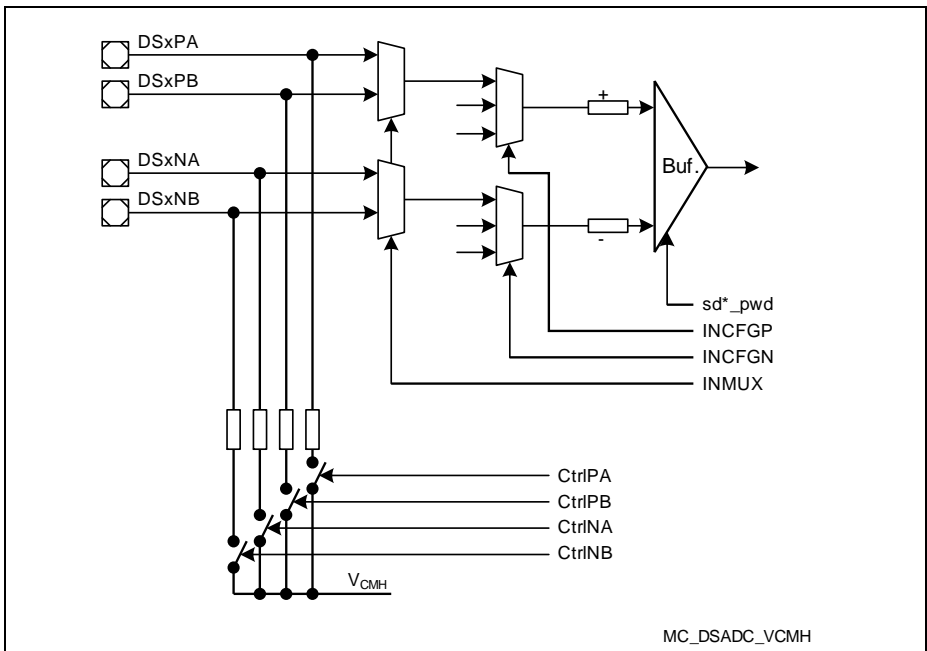 DSxPA
DSxPB
DSxNA
DSxNB
+
-
Buf.
sd*_pwd
INCFGP
INCFGN
INMUX
CtrlPA
CtrlPB
CtrlNA
CtrlNB
VCMH
MC_DSADC_VCMH